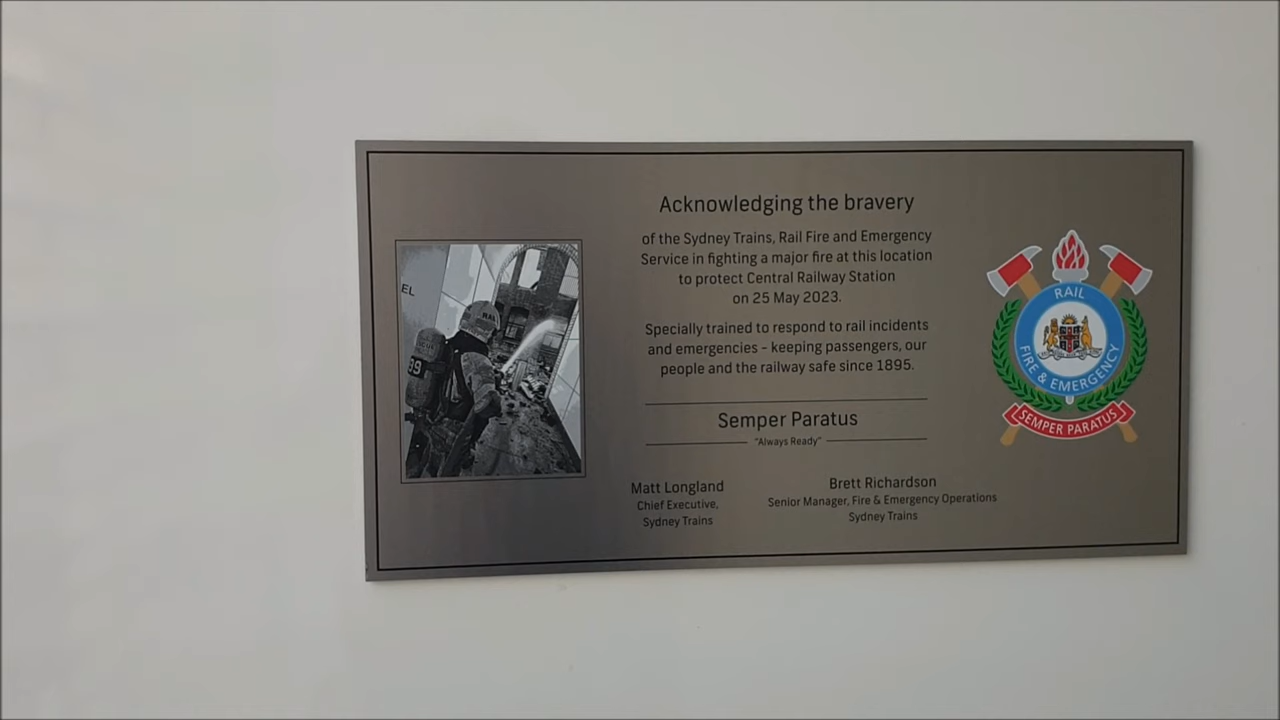 Acknowledging the bravery
of the Sydney Trains, Rail Fire and Emergency
Service in fighting a major fire at this location
to protect Central Railway Station
on 25 May 2023.
Specially trained to respond to rail incidents
and emergencies - keeping passengers, our
people and the railway safe since 1895.
Semper Paratus
"Always Ready"
Matt Longland
Chief Executive,
Sydney Trains
Brett Richardson
Senior Manager, Fire & Emergency Operations
Sydney Trains
EL
RAIL
39
RAIL
FIRE & EMERGENCY
SEMPER PARATUS